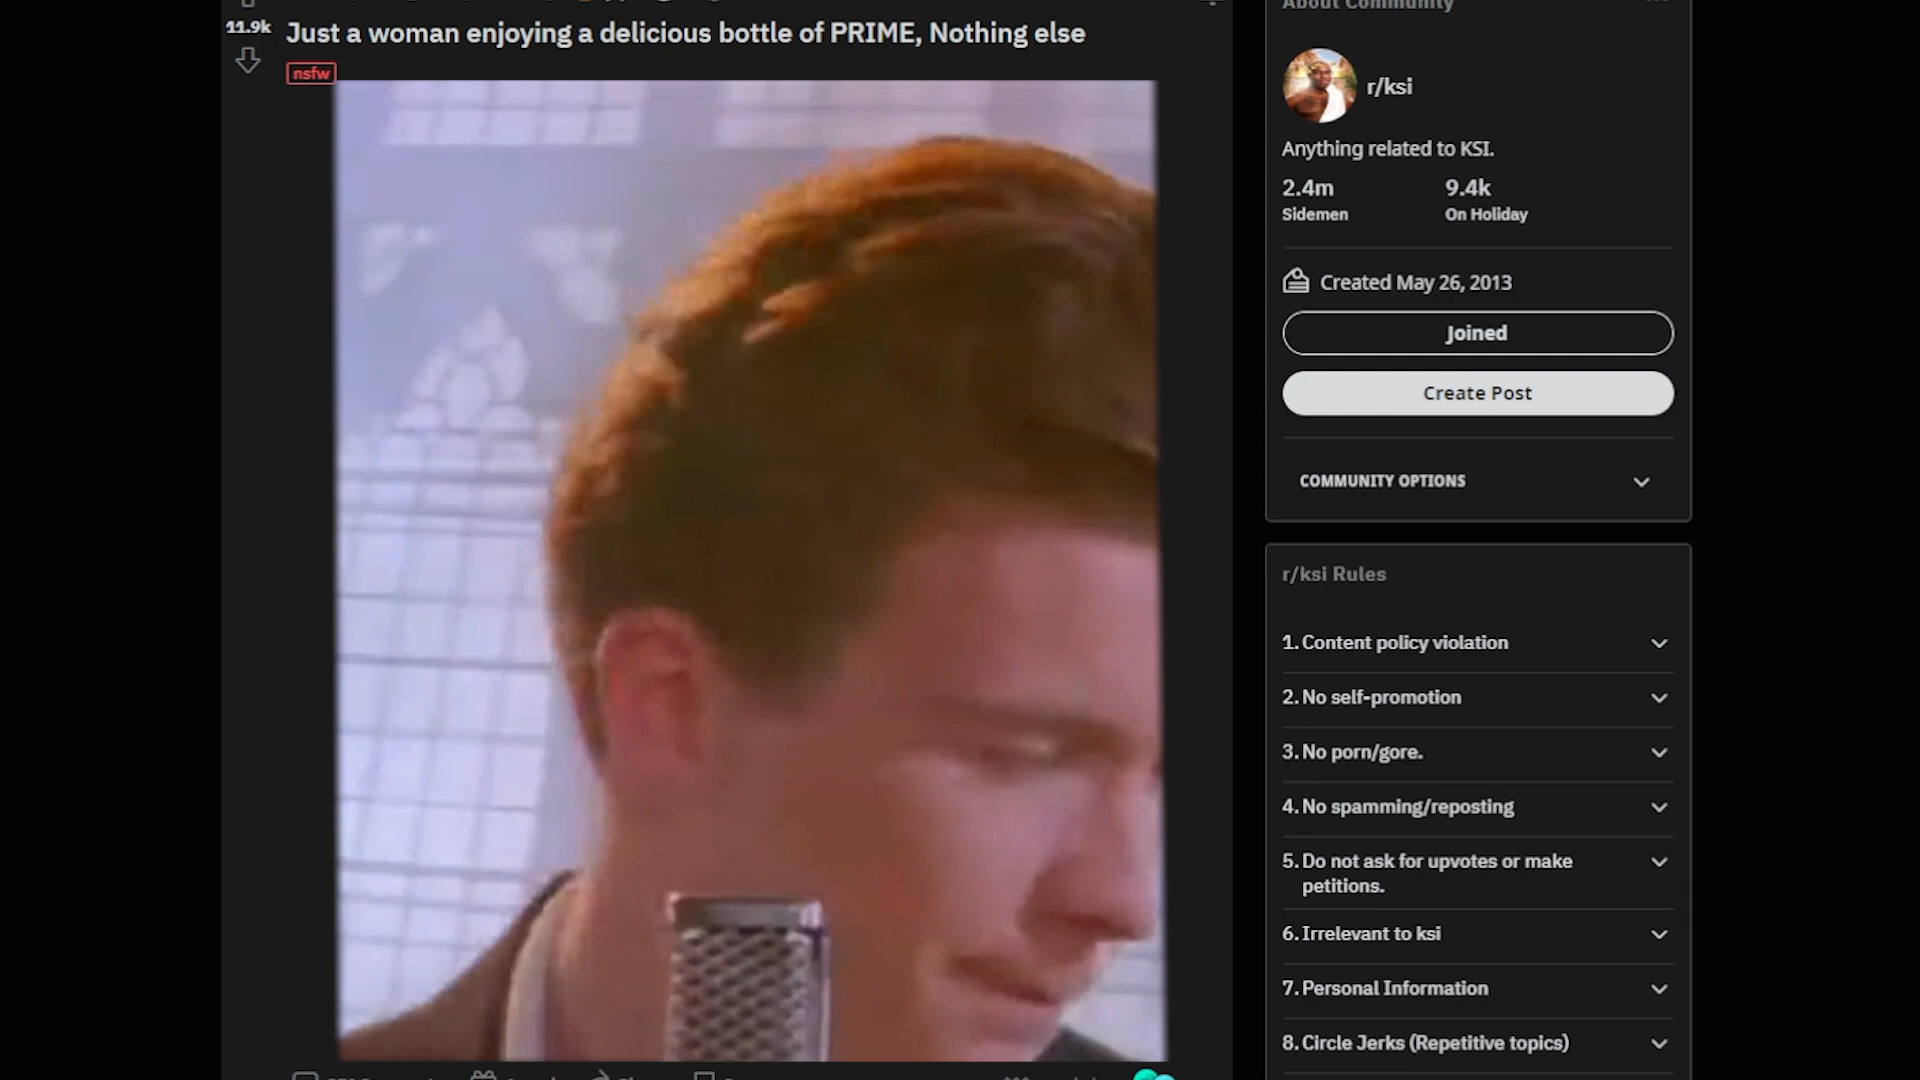 11.9k
Just a woman enjoying a delicious bottle of PRIME, Nothing else
nsfw
About Community
r/ksi
Anything related to KSI.
2.4m
9.4k
Sidemen
On Holiday
Created May 26, 2013
Joined
Create Post
COMMUNITY OPTIONS
r/ksi Rules
1. Content policy violation
2. No self-promotion
3. No porn/gore.
4. No spamming/reposting
5. Do not ask for upvotes or make
petitions.
6. Irrelevant to ksi
7. Personal Information
8. Circle Jerks (Repetitive topics)